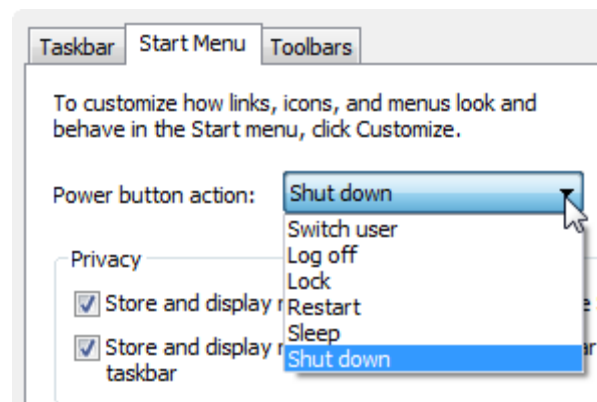 Taskbar Start Menu Toolbars
To customize how links, icons, and menus look and
behave in the Start menu, click Customize.
Power button action: Shut down
Switch user
Log off
Lock
Restart
Sleep
Shut down
Privacy
Store and display
Store and display
taskbar